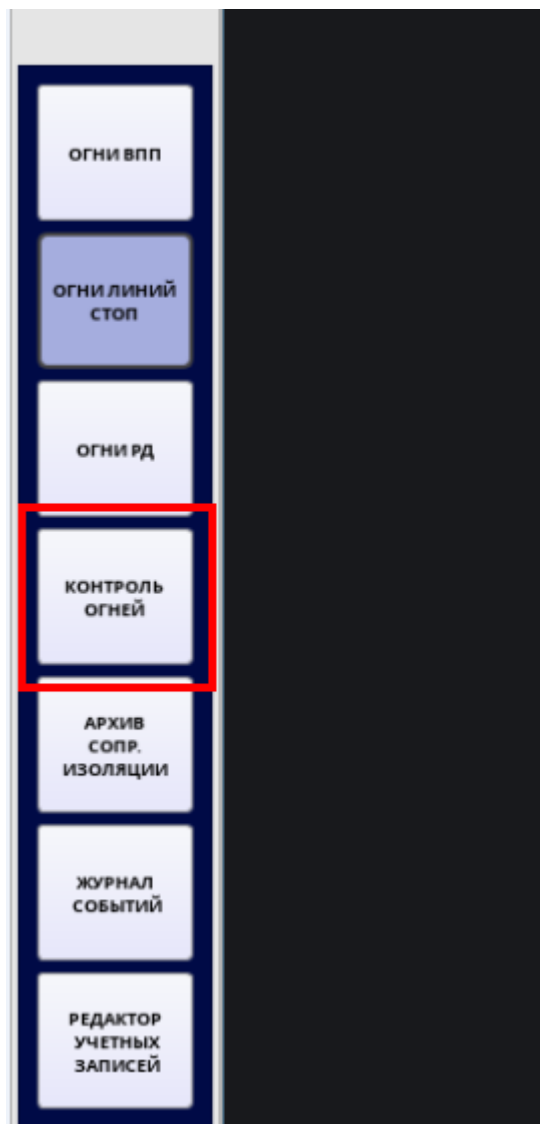 ОГНИ ВПП
ОГНИ ЛИНИЙ
СТОП
ОГНИ РД
КОНТРОЛЬ
ОГНЕЙ
АРХИВ
СОПР.
ИЗОЛЯЦИИ
ЖУРНАЛ
СОБЫТИЙ
РЕДАКТОР
УЧЕТНЫХ
ЗАПИСЕЙ